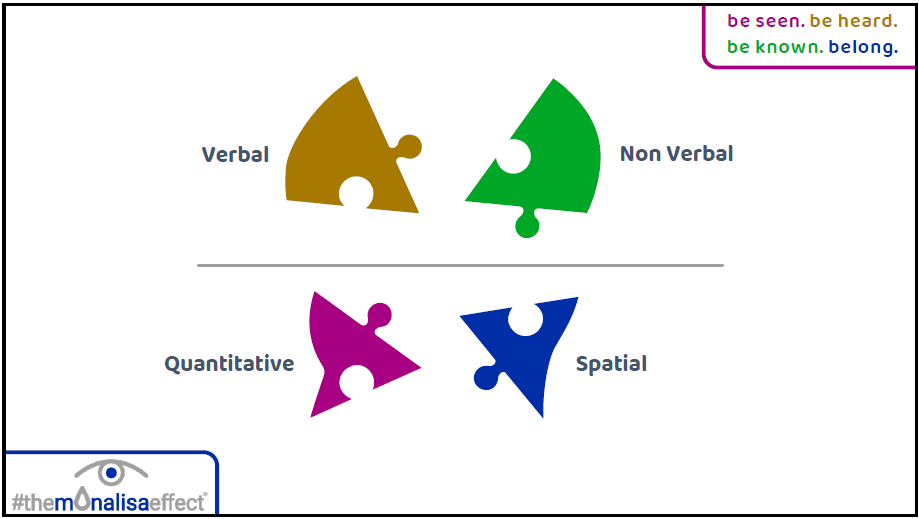 be seen. be heard.
be known. belong.
Verbal
Non Verbal
Quantitative
Spatial
#themonalisaeffect®